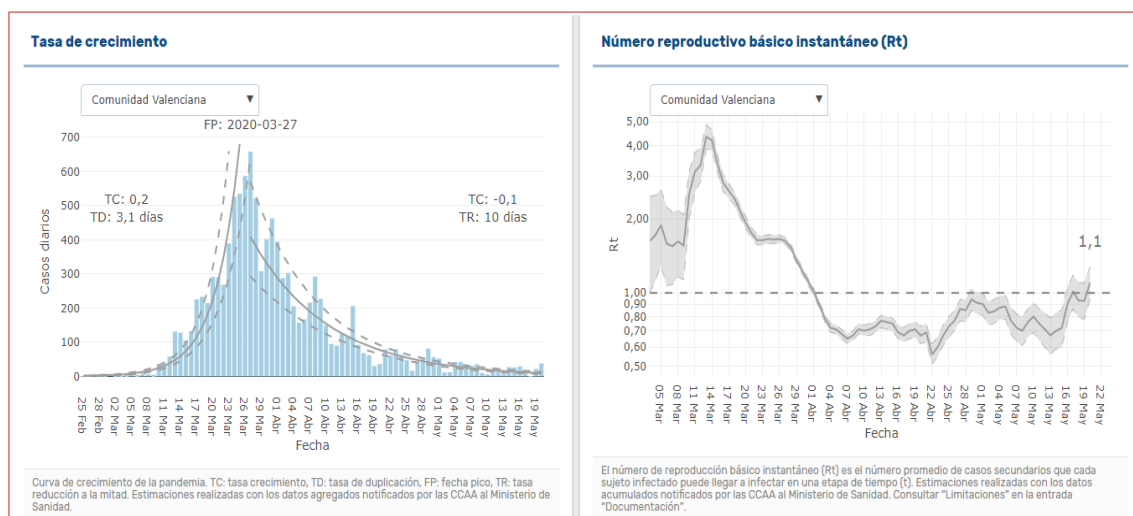 Tasa de crecimiento
Comunidad Valenciana ▼
FP: 2020-03-27
700
600
500
400
300
200
100
0
Casos diarios
TC: 0,2
TD: 3,1 días
TC: -0,1
TR: 10 días
25 Feb
28 Feb
02 Mar
05 Mar
08 Mar
11 Mar
14 Mar
17 Mar
20 Mar
23 Mar
26 Mar
29 Mar
01 Abr
04 Abr
07 Abr
10 Abr
13 Abr
16 Abr
19 Abr
22 Abr
25 Abr
28 Abr
01 May
04 May
07 May
10 May
13 May
16 May
19 May
Fecha
Curva de crecimiento de la pandemia. TC: tasa crecimiento, TD: tasa de duplicación, FP: fecha pico, TR: tasa
reducción a la mitad. Estimaciones realizadas con los datos agregados notificados por las CCAA al Ministerio de
Sanidad.
Número reproductivo básico instantáneo (Rt)
Comunidad Valenciana ▼
5,00
4,00
3,00
2,00
1,00
0,90
0,80
0,70
0,60
0,50
Rt
1,1
05 Mar
08 Mar
11 Mar
14 Mar
17 Mar
20 Mar
23 Mar
26 Mar
29 Mar
01 Abr
04 Abr
07 Abr
10 Abr
13 Abr
16 Abr
19 Abr
22 Abr
25 Abr
28 Abr
01 May
04 May
07 May
10 May
13 May
16 May
19 May
22 May
Fecha
El número de reproducción básico instantáneo (Rt) es el número promedio de casos secundarios que cada
sujeto infectado puede llegar a infectar en una etapa de tiempo (t). Estimaciones realizadas con los datos
acumulados notificados por las CCAA al Ministerio de Sanidad. Consultar "Limitaciones" en la entrada
"Documentación".